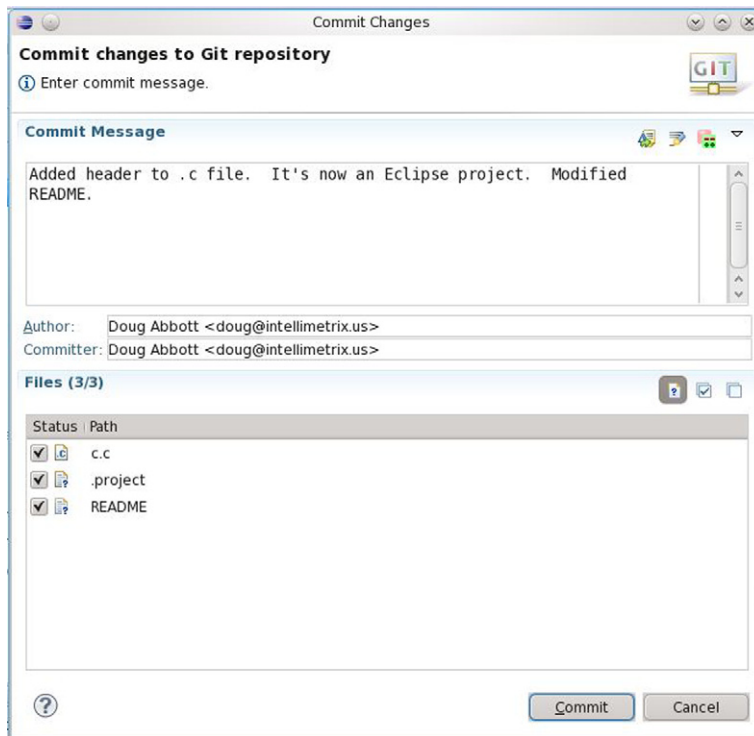 Commit Changes
Commit changes to Git repository
Enter commit message.
GIT
Commit Message
Added header to .c file.  It's now an Eclipse project.  Modified
README.
Author: Doug Abbott <doug@intellimetrix.us>
Committer: Doug Abbott <doug@intellimetrix.us>
Files (3/3)
Status Path
.c c.c
? .project
? README
? Commit Cancel